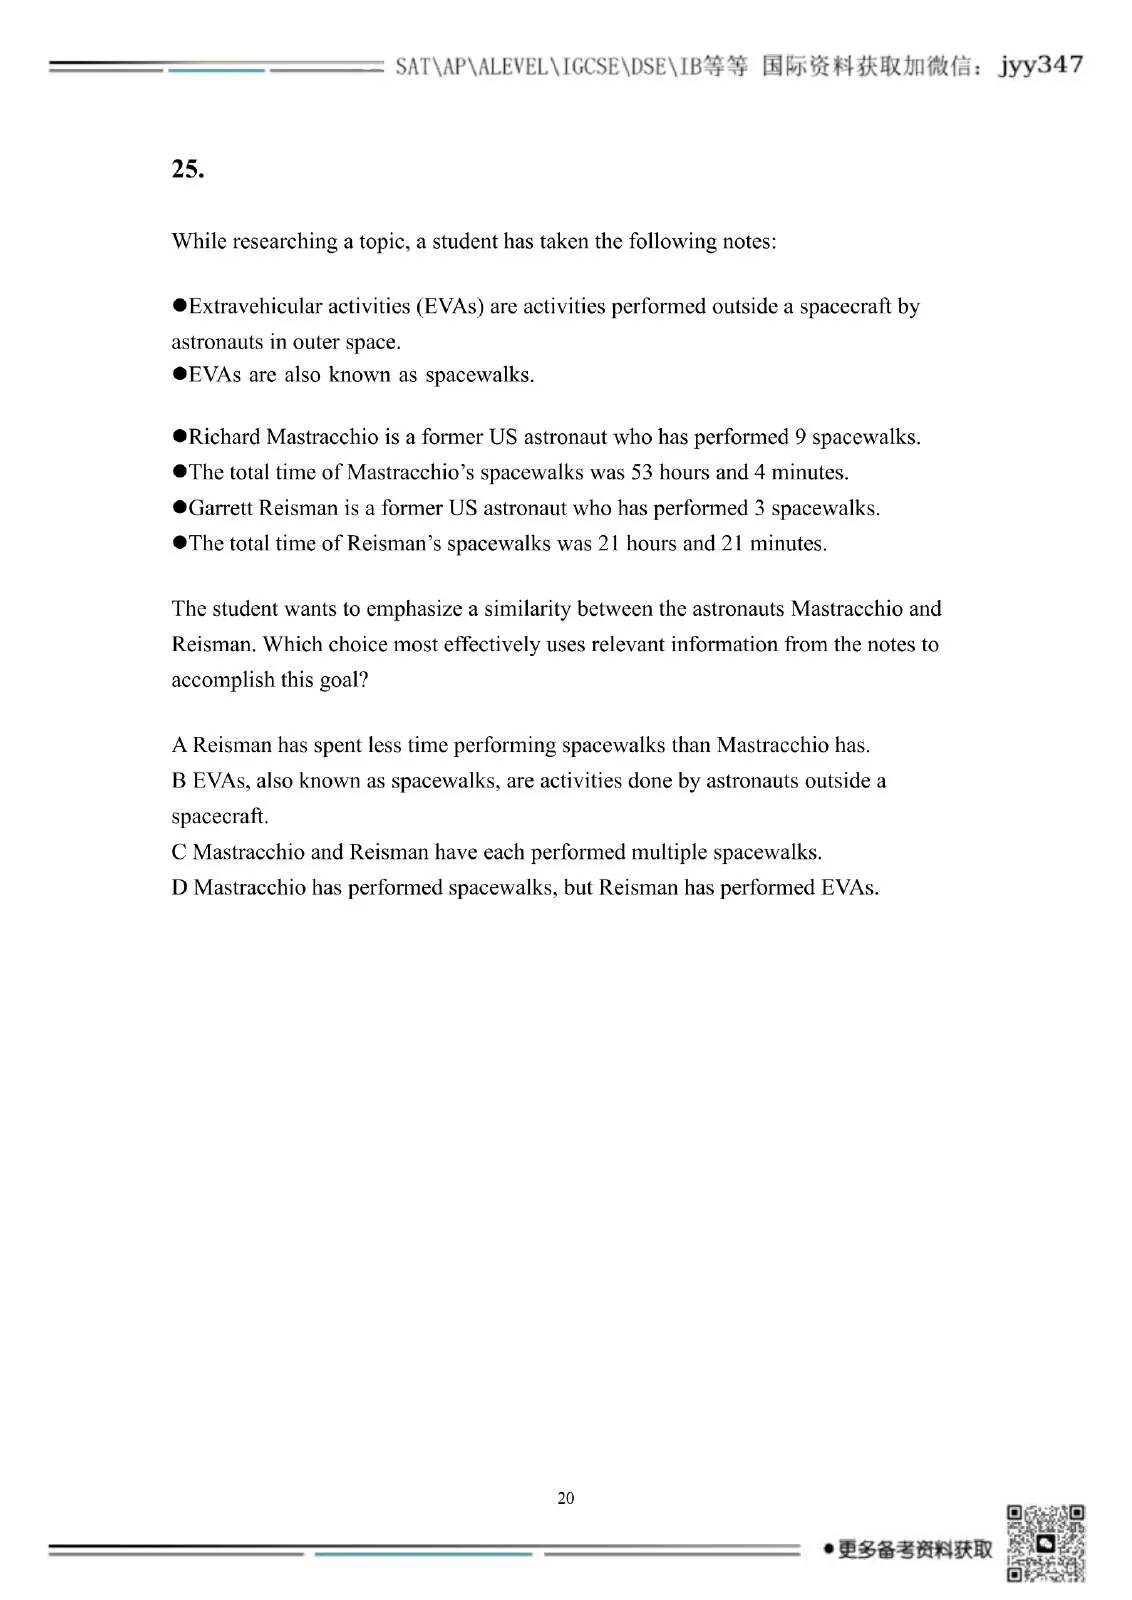 SAT\AP\ALEVEL\IGCSE\DSE\IB等等 国际资料获取加微信：jyy347
25.
While researching a topic, a student has taken the following notes:
●Extravehicular activities (EVAs) are activities performed outside a spacecraft by
astronauts in outer space.
●EVAs are also known as spacewalks.
●Richard Mastracchio is a former US astronaut who has performed 9 spacewalks.
●The total time of Mastracchio’s spacewalks was 53 hours and 4 minutes.
●Garrett Reisman is a former US astronaut who has performed 3 spacewalks.
●The total time of Reisman’s spacewalks was 21 hours and 21 minutes.
The student wants to emphasize a similarity between the astronauts Mastracchio and
Reisman. Which choice most effectively uses relevant information from the notes to
accomplish this goal?
A Reisman has spent less time performing spacewalks than Mastracchio has.
B EVAs, also known as spacewalks, are activities done by astronauts outside a
spacecraft.
C Mastracchio and Reisman have each performed multiple spacewalks.
D Mastracchio has performed spacewalks, but Reisman has performed EVAs.
20
●更多备考资料获取